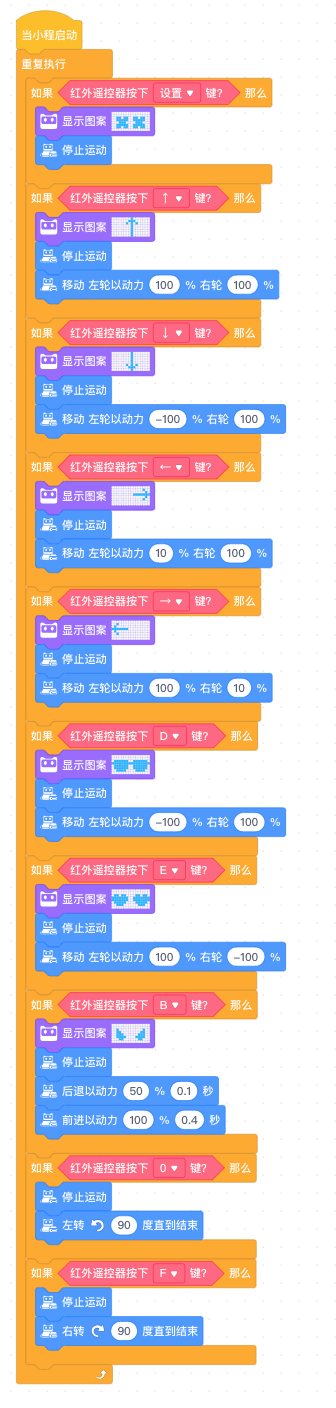 当小程启动
重复执行
如果 红外遥控器按下 设置 ▼ 键? 那么
显示图案
停止运动
如果 红外遥控器按下 ↑ ▼ 键? 那么
显示图案
停止运动
移动 左轮以动力 100 % 右轮 100 %
如果 红外遥控器按下 ↓ ▼ 键? 那么
显示图案
停止运动
移动 左轮以动力 -100 % 右轮 100 %
如果 红外遥控器按下 ← ▼ 键? 那么
显示图案
停止运动
移动 左轮以动力 10 % 右轮 100 %
如果 红外遥控器按下 → ▼ 键? 那么
显示图案
停止运动
移动 左轮以动力 100 % 右轮 10 %
如果 红外遥控器按下 D ▼ 键? 那么
显示图案
停止运动
移动 左轮以动力 -100 % 右轮 100 %
如果 红外遥控器按下 E ▼ 键? 那么
显示图案
停止运动
移动 左轮以动力 100 % 右轮 -100 %
如果 红外遥控器按下 B ▼ 键? 那么
显示图案
停止运动
后退以动力 50 % 0.1 秒
前进以动力 100 % 0.4 秒
如果 红外遥控器按下 0 ▼ 键? 那么
停止运动
左转 90 度直到结束
如果 红外遥控器按下 F ▼ 键? 那么
停止运动
右转 90 度直到结束